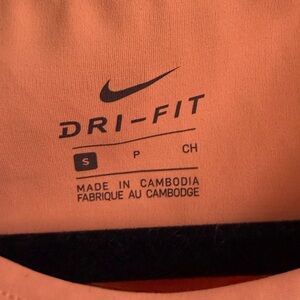 DRI-FIT
S P CH
MADE IN CAMBODIA
FABRIQUE AU CAMBODGE